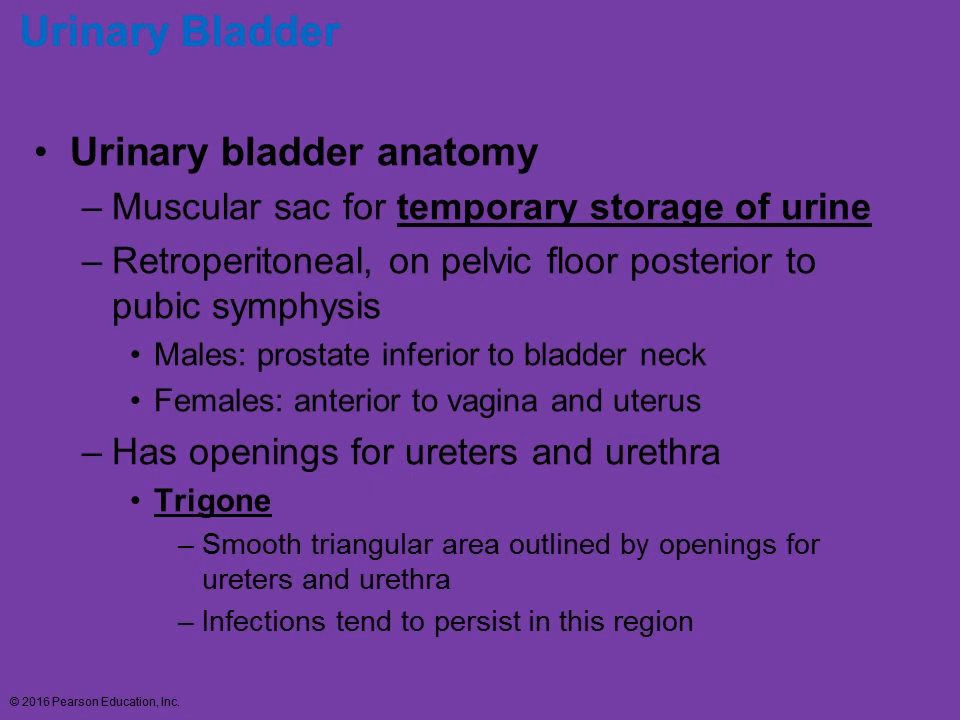 Urinary Bladder
• Urinary bladder anatomy
– Muscular sac for temporary storage of urine
– Retroperitoneal, on pelvic floor posterior to
pubic symphysis
• Males: prostate inferior to bladder neck
• Females: anterior to vagina and uterus
– Has openings for ureters and urethra
• Trigone
– Smooth triangular area outlined by openings for
ureters and urethra
– Infections tend to persist in this region
© 2016 Pearson Education, Inc.